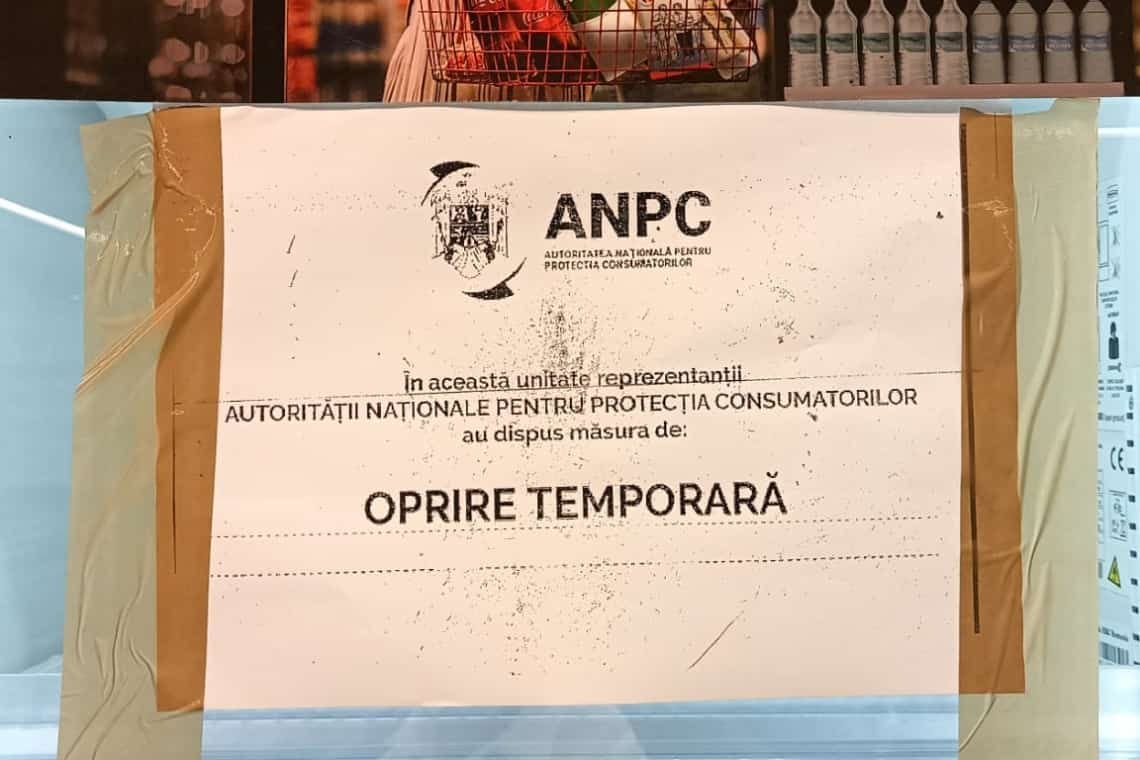 ANPC
AUTORITATEA NAȚIONALĂ PENTRU
PROTECȚIA CONSUMATORILOR
În această unitate reprezentanții
AUTORITĂȚII NAȚIONALE PENTRU PROTECȚIA CONSUMATORILOR
au dispus măsura de:
OPRIRE TEMPORARĂ
CE